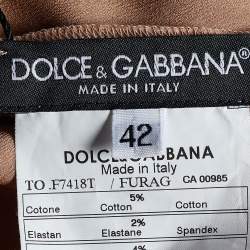 DOLCE & GABBANA®
MADE IN ITALY
42
DOLCE & GABBANA
Made in Italy
TO .F7418T / FURAG CA 00985
5%
Cotone Cotton Cotton
2%
Elastan Elastane Spandex
4%